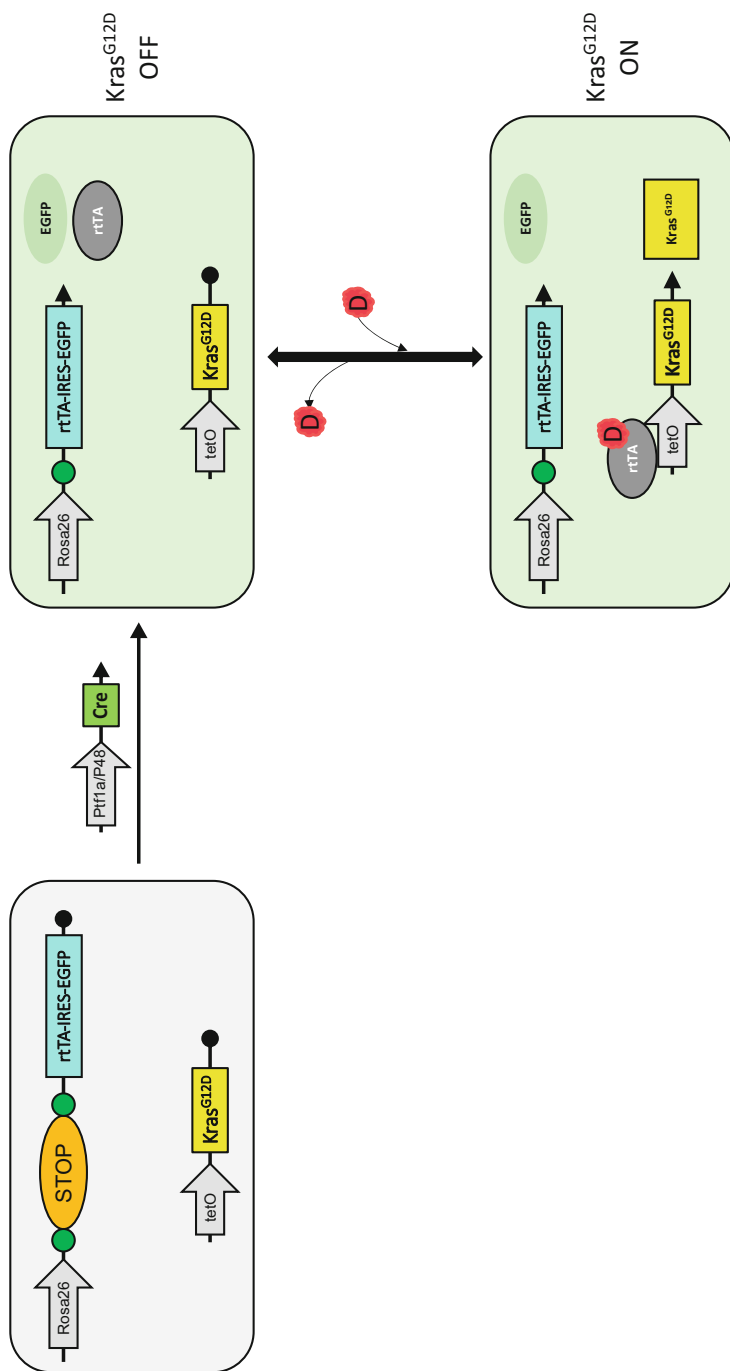 Rosa26
STOP
rtTA-IRES-EGFP
tetO
Kras^G12D
Ptf1a/P48
Cre
Rosa26
rtTA-IRES-EGFP
EGFP
rtTA
tetO
Kras^G12D
Kras^G12D
OFF
D
D
Rosa26
rtTA-IRES-EGFP
EGFP
rtTA
D
tetO
Kras^G12D
Kras^G12D
Kras^G12D
ON